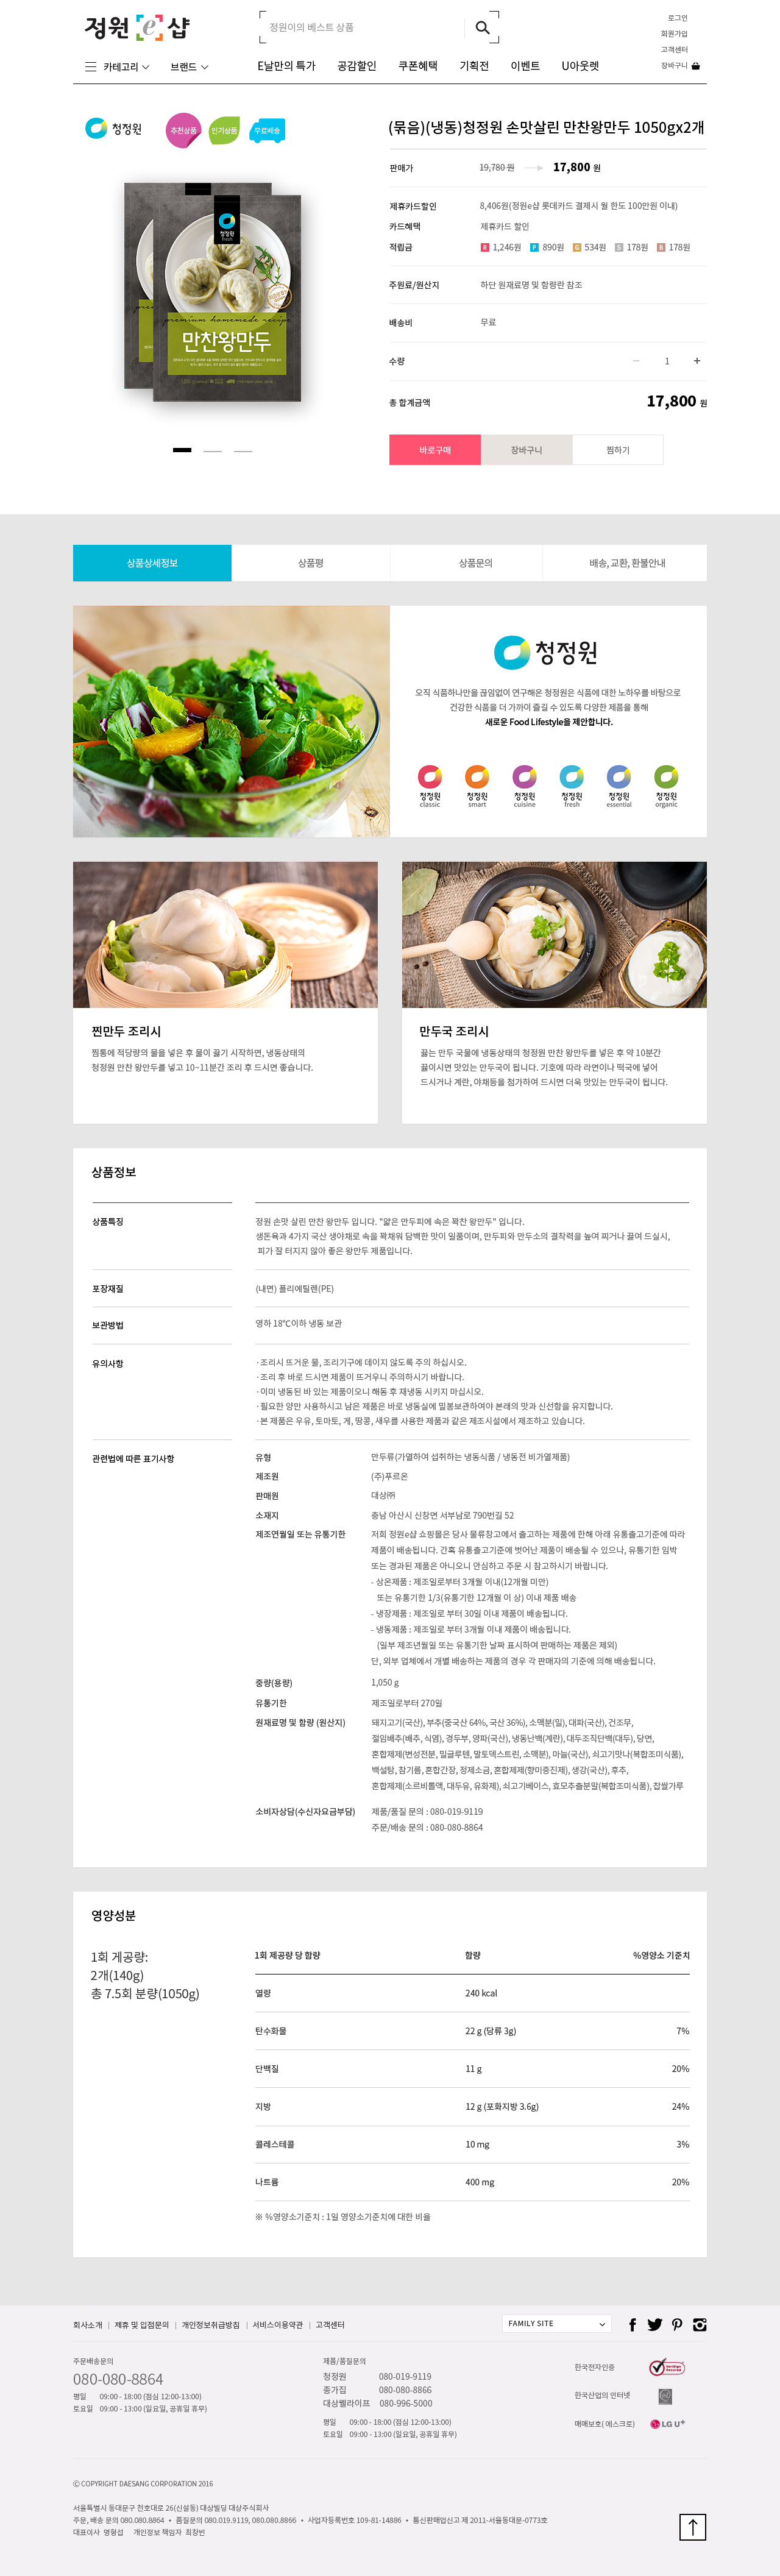 정원 e 샵
정원이의 베스트 상품
로그인
회원가입
고객센터
장바구니
카테고리
브랜드
E날만의 특가
공감할인
쿠폰혜택
기획전
이벤트
U아웃렛
청정원
추천상품
인기상품
무료배송
(묶음)(냉동)청정원 손맛살린 만찬왕만두 1050gx2개
판매가
19,780 원
17,800 원
제휴카드할인
8,406원(정원e샵 롯데카드 결제시 월 한도 100만원 이내)
카드혜택
제휴카드 할인
적립금
R 1,246원 P 890원 G 534원 S 178원 B 178원
주원료/원산지
하단 원재료명 및 함량란 참조
배송비
무료
수량
1
총 합계금액
17,800 원
바로구매
장바구니
찜하기
청정원
fresh
premium homemade recipe
만찬왕만두
상품상세정보
상품평
상품문의
배송, 교환, 환불안내
청정원
오직 식품하나만을 끊임없이 연구해온 청정원은 식품에 대한 노하우를 바탕으로
건강한 식품을 더 가까이 즐길 수 있도록 다양한 제품을 통해
새로운 Food Lifestyle을 제안합니다.
청정원 classic
청정원 smart
청정원 cuisine
청정원 fresh
청정원 essential
청정원 organic
찐만두 조리시
찜통에 적당량의 물을 넣은 후 물이 끓기 시작하면, 냉동상태의
청정원 만찬 왕만두를 넣고 10~11분간 조리 후 드시면 좋습니다.
만두국 조리시
끓는 만두 국물에 냉동상태의 청정원 만찬 왕만두를 넣은 후 약 10분간
끓이시면 맛있는 만두국이 됩니다. 기호에 따라 라면이나 떡국에 넣어
드시거나 계란, 야채등을 첨가하여 드시면 더욱 맛있는 만두국이 됩니다.
상품정보
상품특징
정원 손맛 살린 만찬 왕만두 입니다. "얇은 만두피에 속은 꽉찬 왕만두" 입니다.
생돈육과 4가지 국산 생야채로 속을 꽉채워 담백한 맛이 일품이며, 만두피와 만두소의 결착력을 높여 찌거나 끓여 드실시,
피가 잘 터지지 않아 좋은 왕만두 제품입니다.
포장재질
(내면) 폴리에틸렌(PE)
보관방법
영하 18℃이하 냉동 보관
유의사항
· 조리시 뜨거운 물, 조리기구에 데이지 않도록 주의 하십시오.
· 조리 후 바로 드시면 제품이 뜨거우니 주의하시기 바랍니다.
· 이미 냉동된 바 있는 제품이오니 해동 후 재냉동 시키지 마십시오.
· 필요한 양만 사용하시고 남은 제품은 바로 냉동실에 밀봉보관하여야 본래의 맛과 신선함을 유지합니다.
· 본 제품은 우유, 토마토, 게, 땅콩, 새우를 사용한 제품과 같은 제조시설에서 제조하고 있습니다.
관련법에 따른 표기사항
유형
만두류(가열하여 섭취하는 냉동식품 / 냉동전 비가열제품)
제조원
(주)푸르온
판매원
대상㈜
소재지
충남 아산시 신창면 서부남로 790번길 52
제조연월일 또는 유통기한
저희 정원e샵 쇼핑몰은 당사 물류창고에서 출고하는 제품에 한해 아래 유통출고기준에 따라
제품이 배송됩니다. 간혹 유통출고기준에 벗어난 제품이 배송될 수 있으나, 유통기한 임박
또는 경과된 제품은 아니오니 안심하고 주문 시 참고하시기 바랍니다.
- 상온제품 : 제조일로부터 3개월 이내(12개월 미만)
또는 유통기한 1/3(유통기한 12개월 이 상) 이내 제품 배송
- 냉장제품 : 제조일로 부터 30일 이내 제품이 배송됩니다.
- 냉동제품 : 제조일로 부터 3개월 이내 제품이 배송됩니다.
(일부 제조년월일 또는 유통기한 날짜 표시하여 판매하는 제품은 제외)
단, 외부 업체에서 개별 배송하는 제품의 경우 각 판매자의 기준에 의해 배송됩니다.
중량(용량)
1,050 g
유통기한
제조일로부터 270일
원재료명 및 함량 (원산지)
돼지고기(국산), 부추(중국산 64%, 국산 36%), 소맥분(밀), 대파(국산), 건조무,
절임배추(배추, 식염), 경두부, 양파(국산), 냉동난백(계란), 대두조직단백(대두), 당면,
혼합제제(변성전분, 밀글루텐, 말토덱스트린, 소맥분), 마늘(국산), 쇠고기맛나(복합조미식품),
백설탕, 참기름, 혼합간장, 정제소금, 혼합제제(향미증진제), 생강(국산), 후추,
혼합제제(소르비톨액, 대두유, 유화제), 쇠고기베이스, 효모추출분말(복합조미식품), 찹쌀가루
소비자상담(수신자요금부담)
제품/품질 문의 : 080-019-9119
주문/배송 문의 : 080-080-8864
영양성분
1회 게공량:
2개(140g)
총 7.5회 분량(1050g)
1회 제공량 당 함량
함량
%영양소 기준치
열량
240 kcal
탄수화물
22 g (당류 3g)
7%
단백질
11 g
20%
지방
12 g (포화지방 3.6g)
24%
콜레스테콜
10 mg
3%
나트륨
400 mg
20%
※ %영양소기준치 : 1일 영양소기준치에 대한 비율
회사소개 | 제휴 및 입점문의 | 개인정보취급방침 | 서비스이용약관 | 고객센터
FAMILY SITE
주문배송문의
080-080-8864
평일 09:00 - 18:00 (점심 12:00-13:00)
토요일 09:00 - 13:00 (일요일, 공휴일 휴무)
제품/품질문의
청정원 080-019-9119
종가집 080-080-8866
대상웰라이프 080-996-5000
평일 09:00 - 18:00 (점심 12:00-13:00)
토요일 09:00 - 13:00 (일요일, 공휴일 휴무)
한국전자인증
한국산업의 인터넷
매매보호( 에스크로)
LG U+
ⓒ COPYRIGHT DAESANG CORPORATION 2016
서울특별시 동대문구 천호대로 26(신설동) 대상빌딩 대상주식회사
주문, 배송 문의 080.080.8864 • 품질문의 080.019.9119, 080.080.8866 • 사업자등록번호 109-81-14886 • 통신판매업신고 제 2011-서울동대문-0773호
대표이사 명형섭 개인정보 책임자 최창빈